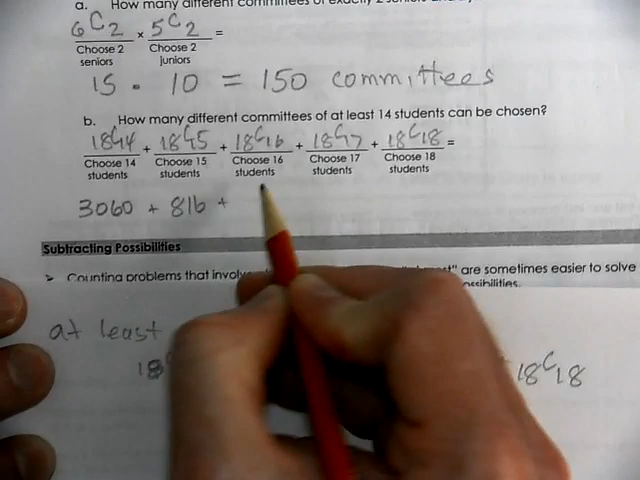 a. How many different committees of exactly 2 seniors and
6C2 × 5C2 =
Choose 2 Choose 2
seniors juniors
15 · 10 = 150 committees
b. How many different committees of at least 14 students can be chosen?
18C14 + 18C15 + 18C16 + 18C17 + 18C18 =
Choose 14 Choose 15 Choose 16 Choose 17 Choose 18
students students students students students
3060 + 816 +
Subtracting Possibilities
➢ Counting problems that involve " are sometimes easier to solve
possibilities.
at least
18 18C18